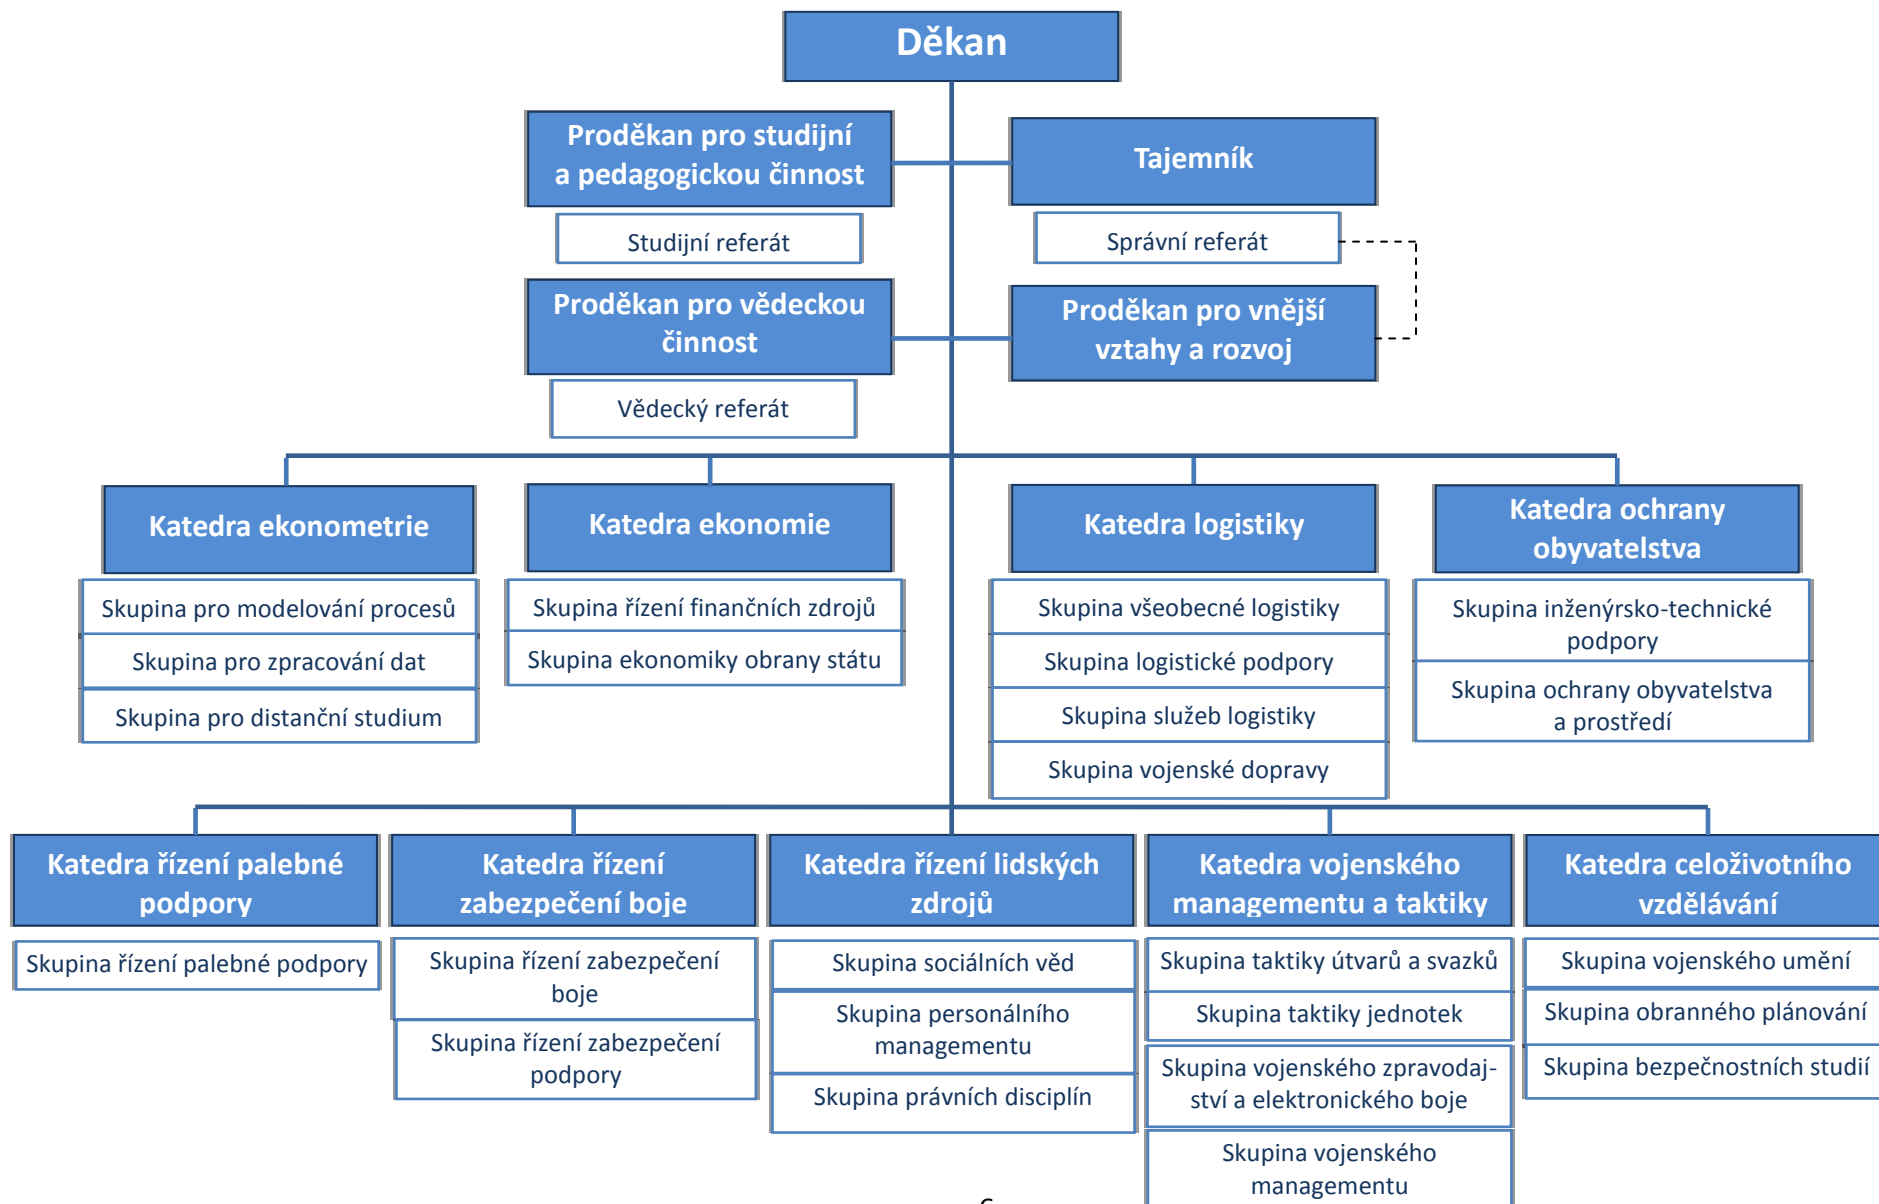 Děkan
Proděkan pro studijní
a pedagogickou činnost
Tajemník
Studijní referát
Správní referát
Proděkan pro vědeckou
činnost
Proděkan pro vnější
vztahy a rozvoj
Vědecký referát
Katedra ekonometrie
Skupina pro modelování procesů
Skupina pro zpracování dat
Skupina pro distanční studium
Katedra ekonomie
Skupina řízení finančních zdrojů
Skupina ekonomiky obrany státu
Katedra logistiky
Skupina všeobecné logistiky
Skupina logistické podpory
Skupina služeb logistiky
Skupina vojenské dopravy
Katedra ochrany
obyvatelstva
Skupina inženýrsko-technické
podpory
Skupina ochrany obyvatelstva
a prostředí
Katedra řízení palebné
podpory
Skupina řízení palebné podpory
Katedra řízení
zabezpečení boje
Skupina řízení zabezpečení
boje
Skupina řízení zabezpečení
podpory
Katedra řízení lidských
zdrojů
Skupina sociálních věd
Skupina personálního
managementu
Skupina právních disciplín
Katedra vojenského
managementu a taktiky
Skupina taktiky útvarů a svazků
Skupina taktiky jednotek
Skupina vojenského zpravodaj-
ství a elektronického boje
Skupina vojenského
managementu
Katedra celoživotního
vzdělávání
Skupina vojenského umění
Skupina obranného plánování
Skupina bezpečnostních studií